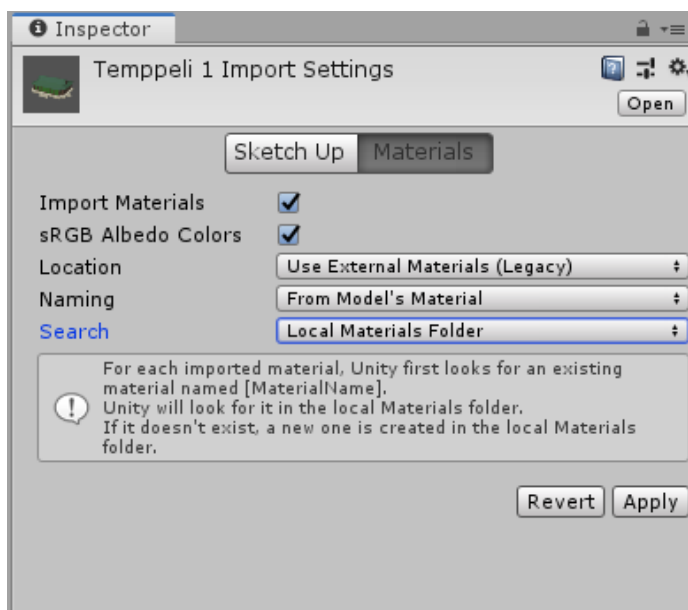 Inspector
Temppeli 1 Import Settings
Open
Sketch Up Materials
Import Materials
sRGB Albedo Colors
Location Use External Materials (Legacy)
Naming From Model's Material
Search Local Materials Folder
For each imported material, Unity first looks for an existing
material named [MaterialName].
Unity will look for it in the local Materials folder.
If it doesn't exist, a new one is created in the local Materials
folder.
Revert Apply